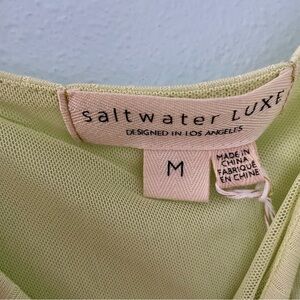 saltwater LUXE
DESIGNED IN LOS ANGELES
M
MADE IN
CHINA
FABRIQUÉ
EN CHINE